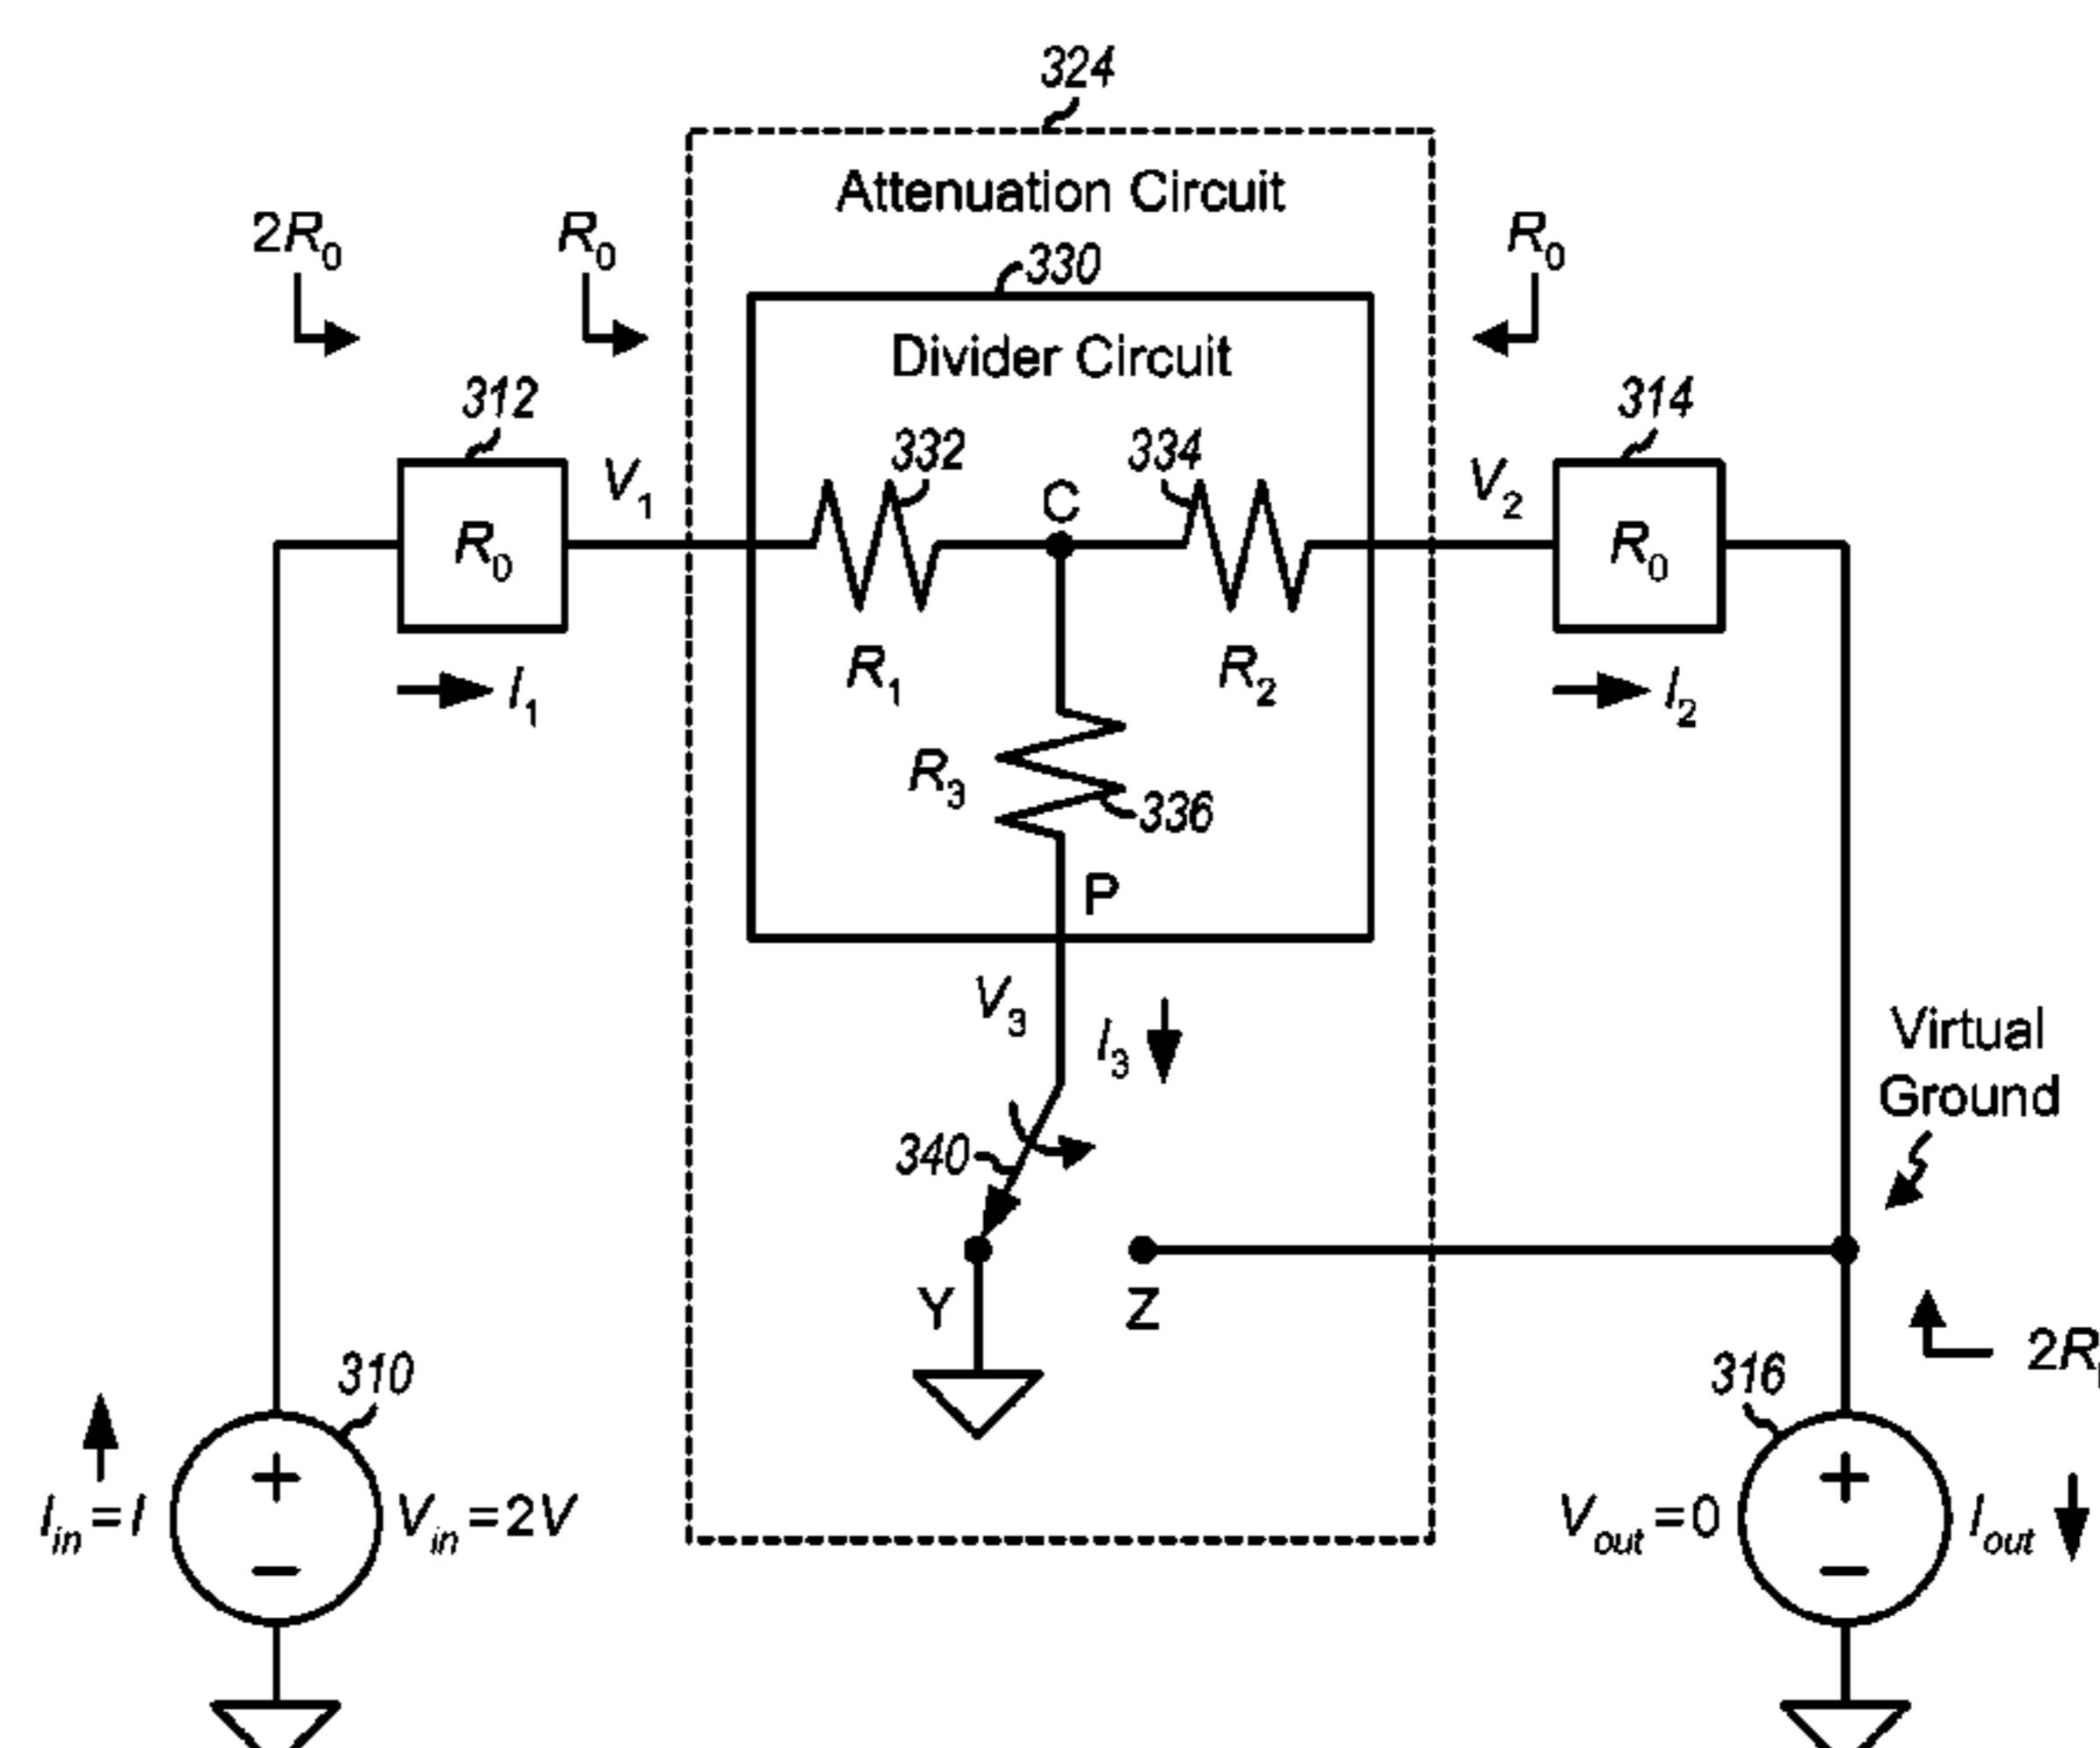 324
Attenuation Circuit
2R0
R0
R0
330
Divider Circuit
312
314
332
334
V1
C
V2
R0
R0
R1
R2
I1
I2
R3
336
P
V3
I3
Virtual
Ground
340
Y
Z
310
316
2R
Iin = I
+
−
Vin = 2V
Vout = 0
+
−
Iout